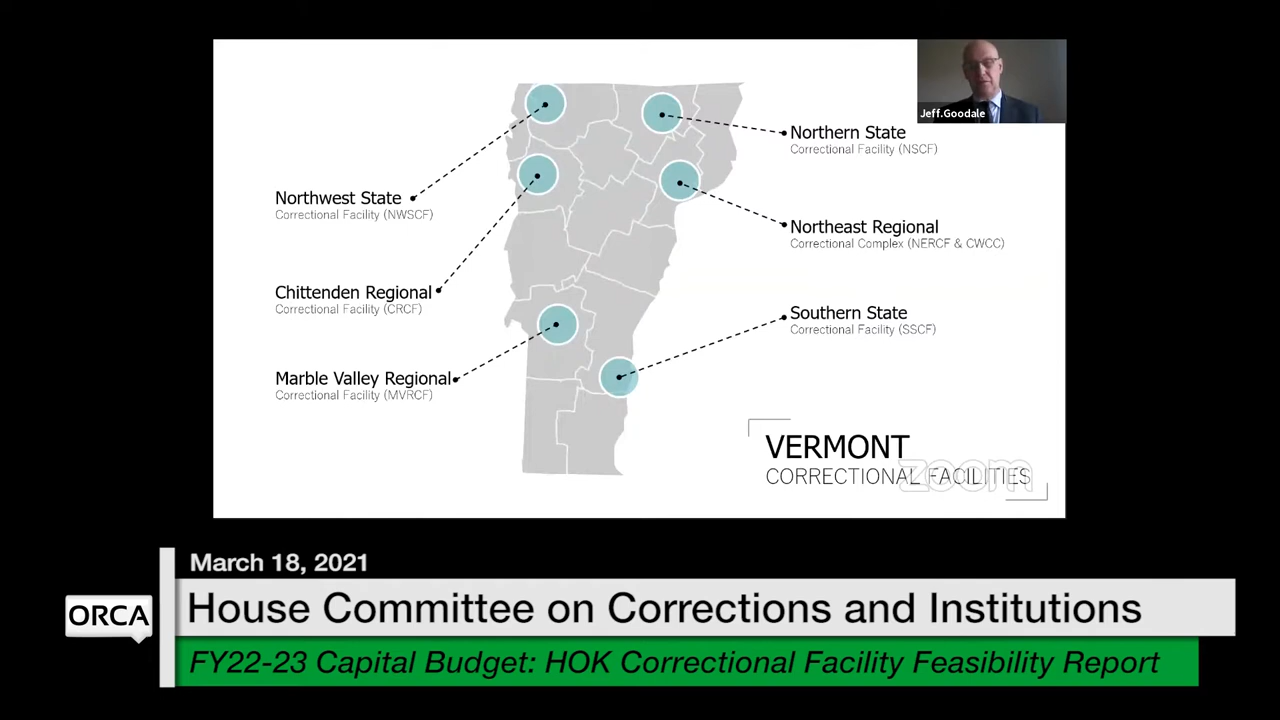 Jeff.Goodale
Northern State
Correctional Facility (NSCF)
Northwest State
Correctional Facility (NWSCF)
Northeast Regional
Correctional Complex (NERCF & CWCC)
Chittenden Regional
Correctional Facility (CRCF)
Southern State
Correctional Facility (SSCF)
Marble Valley Regional
Correctional Facility (MVRCF)
VERMONT
CORRECTIONAL FACILITIES
zoom
March 18, 2021
ORCA
House Committee on Corrections and Institutions
FY22-23 Capital Budget: HOK Correctional Facility Feasibility Report